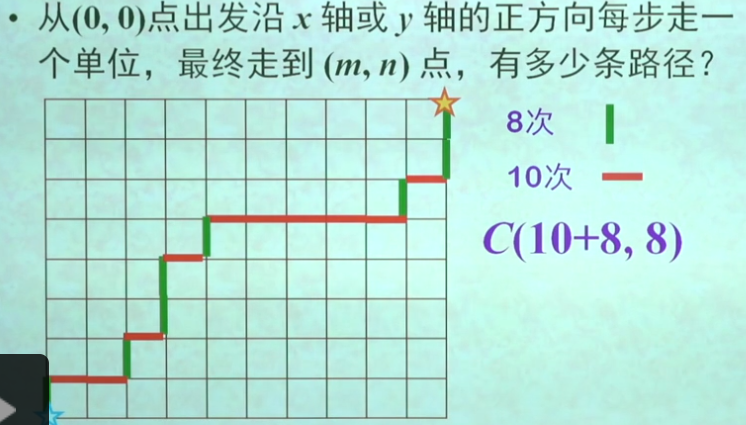 • 从(0, 0)点出发沿 x 轴或 y 轴的正方向每步走一
个单位，最终走到 (m, n) 点，有多少条路径？
8次
10次
C(10+8, 8)